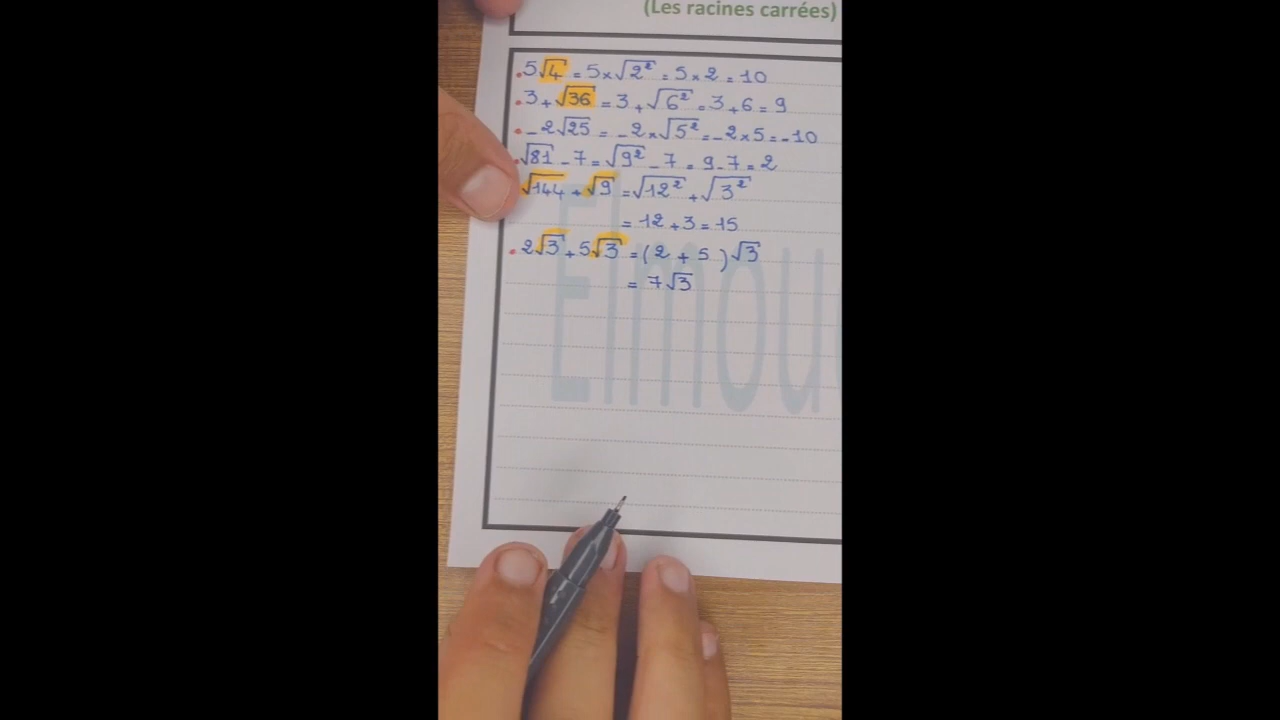 (Les racines carrées)
.5√4 = 5×√2² = 5×2 = 10
.3+√36 = 3+√6² = 3+6 = 9
.-2√25 = -2×√5² = -2×5 = -10
.√81 - 7 = √9² - 7 = 9-7 = 2
√144 + √9 = √12² + √3²
= 12+3 = 15
.2√3 + 5√3 = (2 + 5)√3
= 7√3